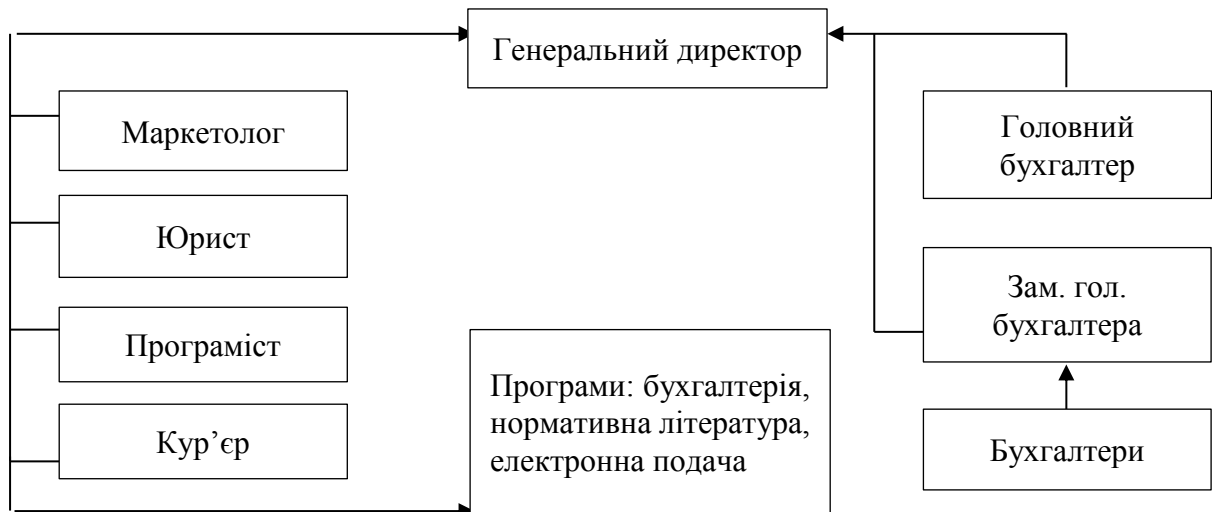 Генеральний директор
Маркетолог
Юрист
Програміст
Кур’єр
Програми: бухгалтерія,
нормативна література,
електронна подача
Головний
бухгалтер
Зам. гол.
бухгалтера
Бухгалтери